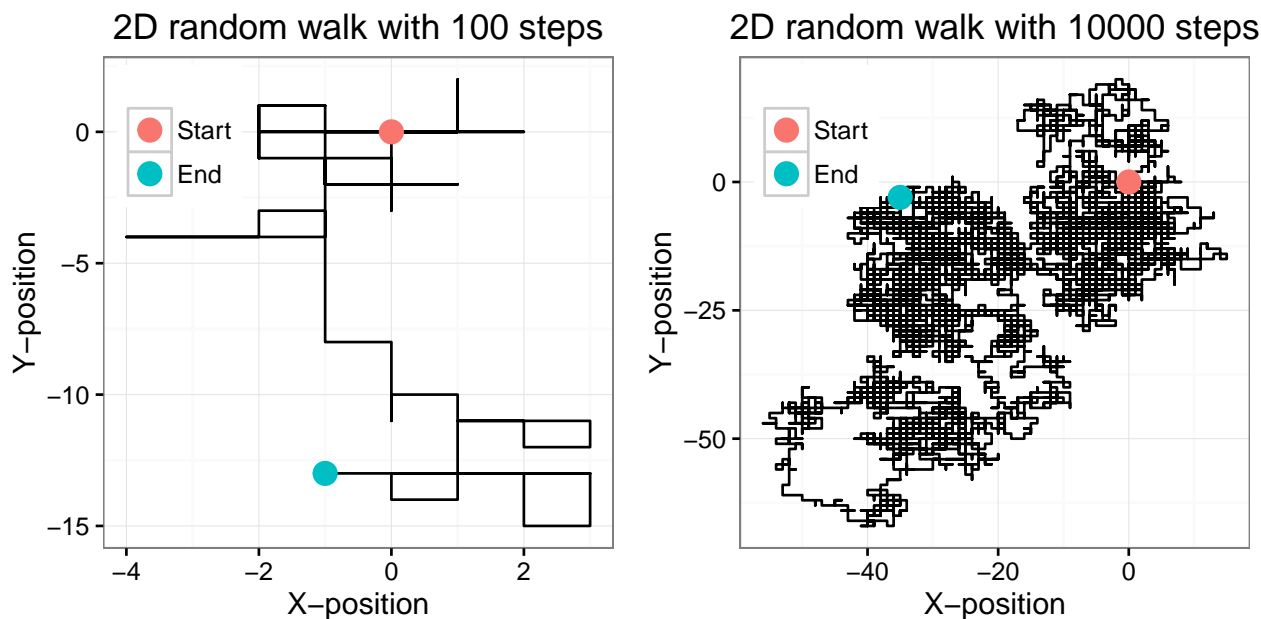 2D random walk with 100 steps
Start
End
0
−5
−10
−15
Y−position
−4
−2
0
2
X−position
2D random walk with 10000 steps
Start
End
0
−25
−50
Y−position
−40
−20
0
X−position